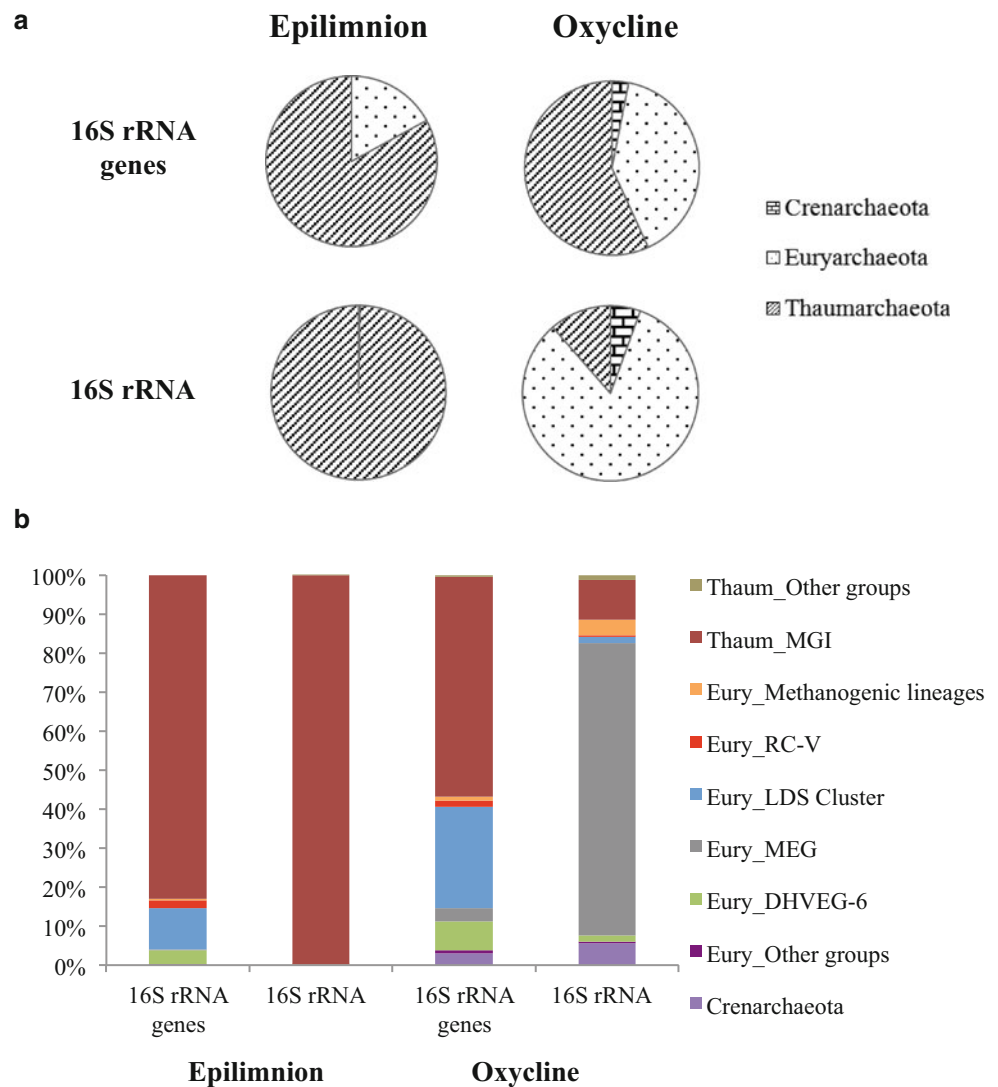 a
Epilimnion Oxycline
16S rRNA
genes
Crenarchaeota
Euryarchaeota
Thaumarchaeota
16S rRNA
b
100%
90%
80%
70%
60%
50%
40%
30%
20%
10%
0%
Thaum_Other groups
Thaum_MGI
Eury_Methanogenic lineages
Eury_RC-V
Eury_LDS Cluster
Eury_MEG
Eury_DHVEG-6
Eury_Other groups
Crenarchaeota
16S rRNA 16S rRNA 16S rRNA 16S rRNA
genes genes
Epilimnion Oxycline